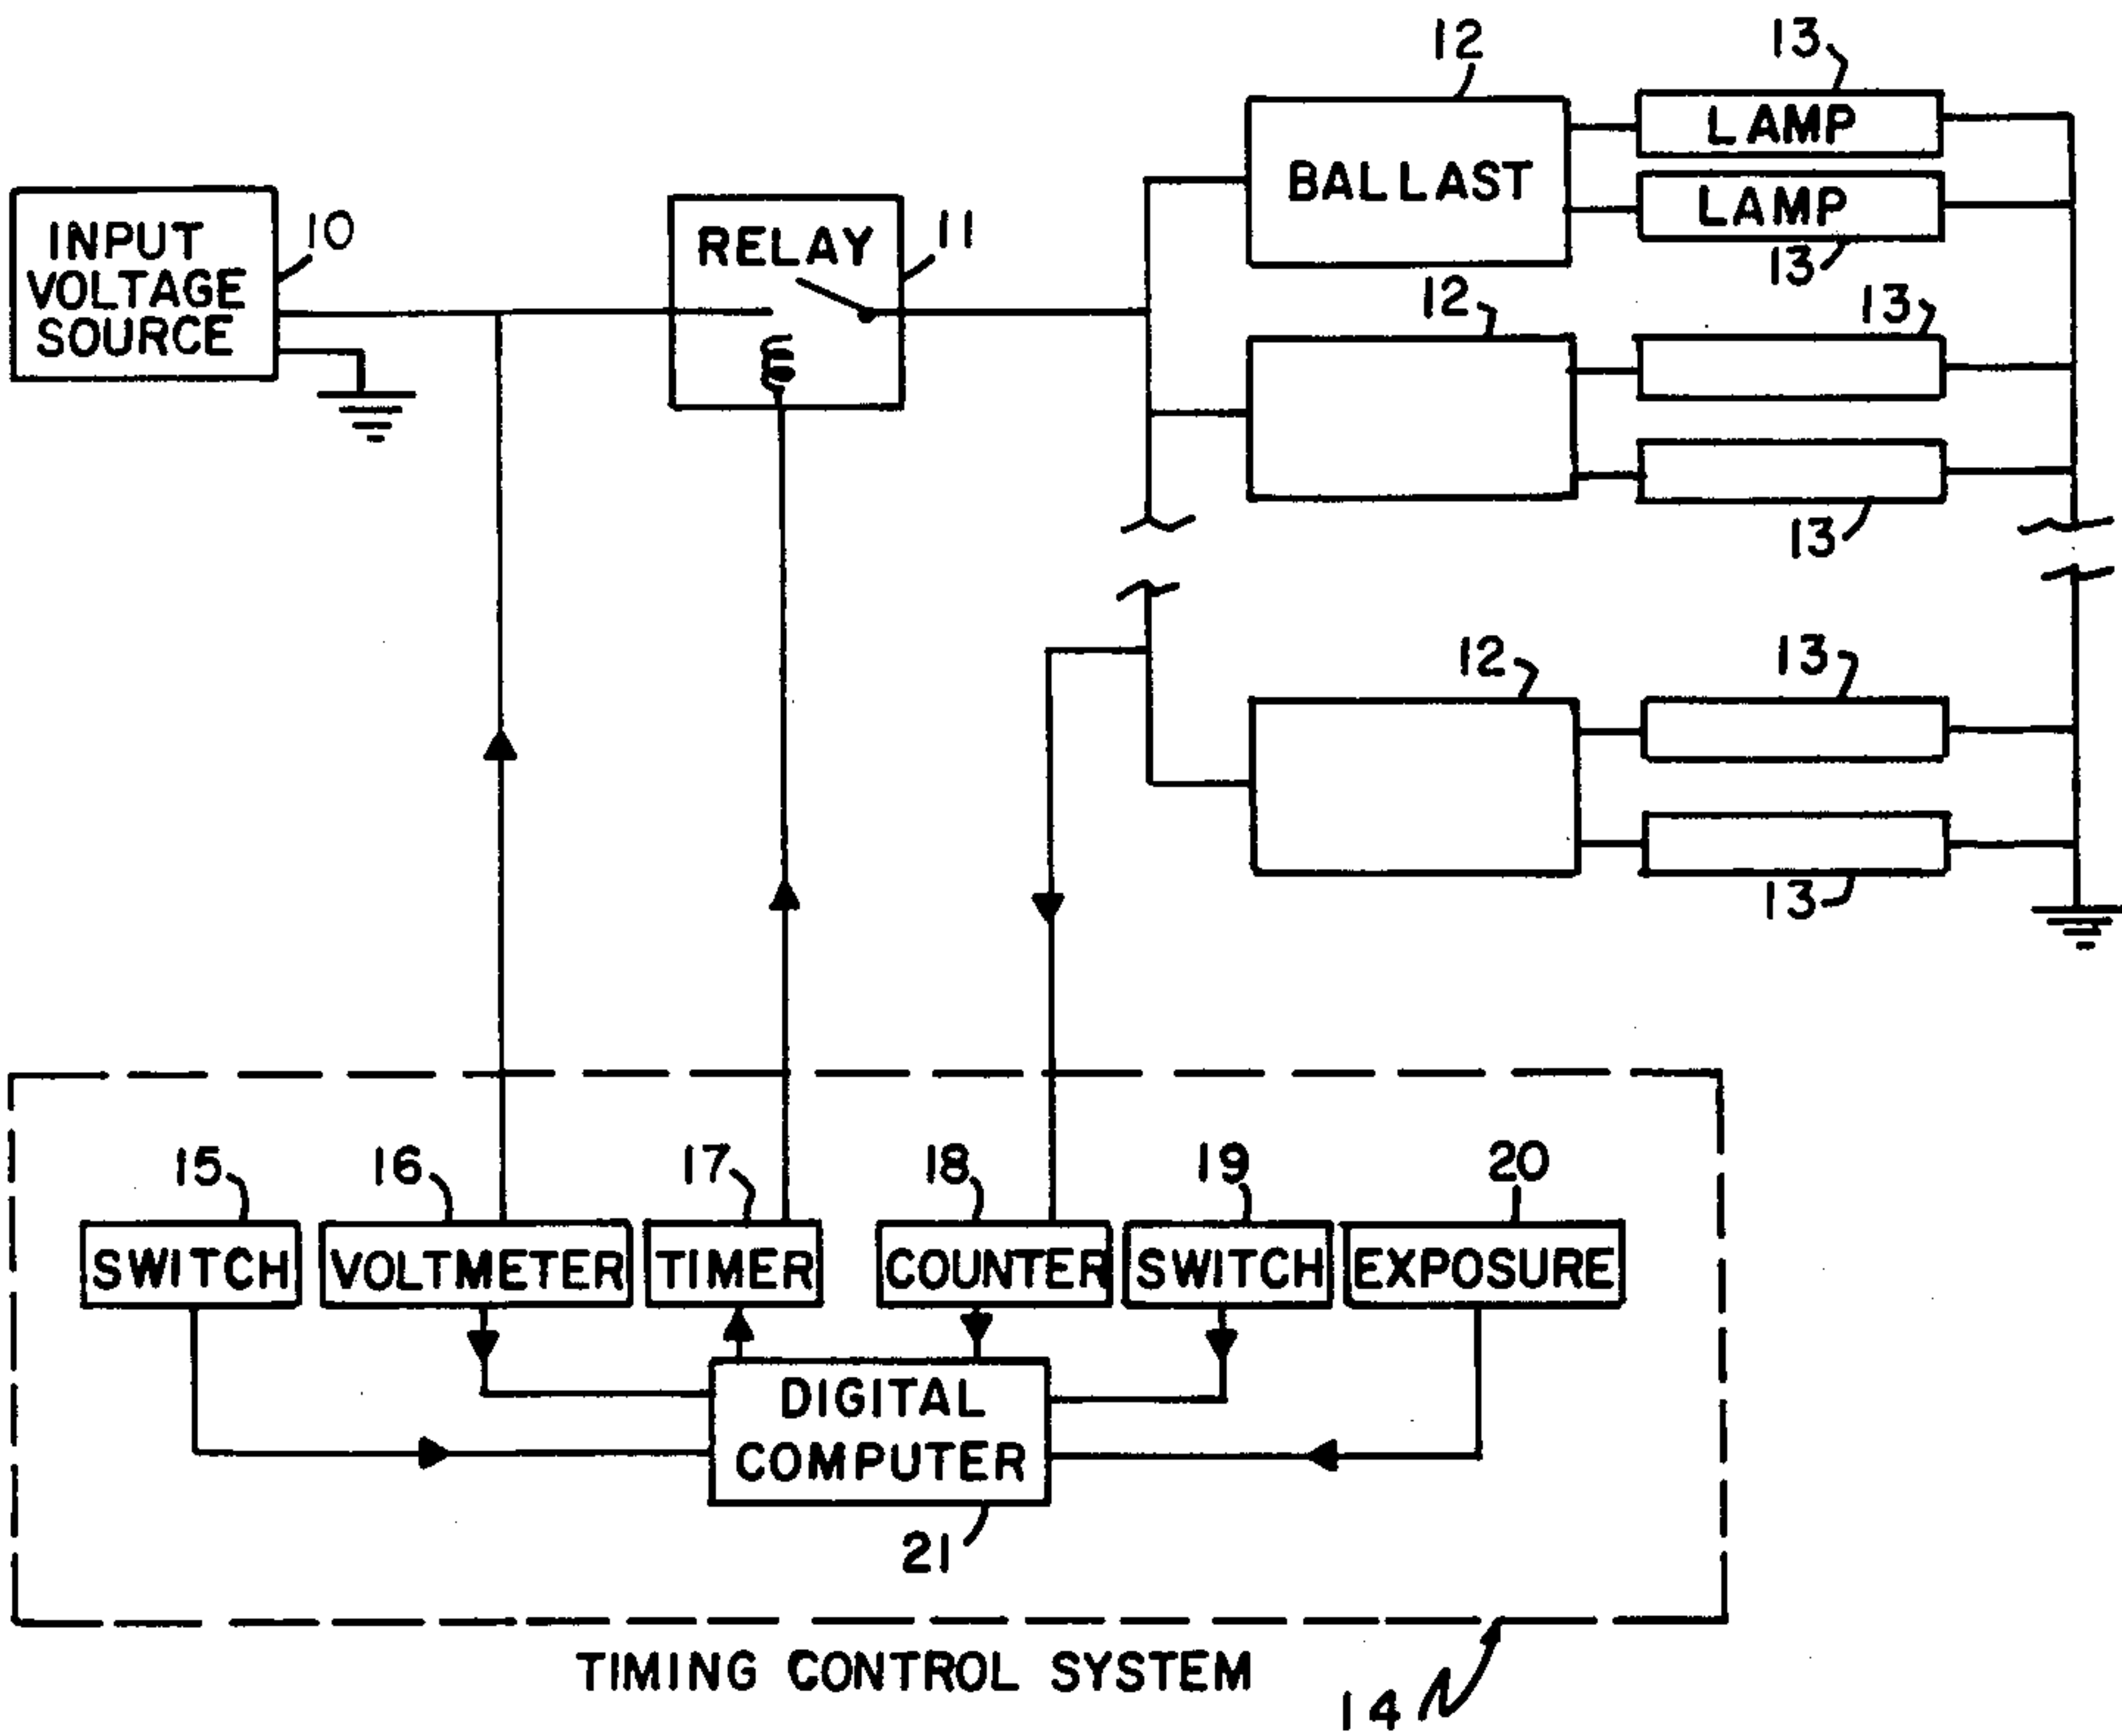 12
13
LAMP
BALLAST
LAMP
13
INPUT
VOLTAGE
SOURCE
10
RELAY
11
12
13
13
12
13
13
15
16
17
18
19
20
SWITCH
VOLTMETER
TIMER
COUNTER
SWITCH
EXPOSURE
DIGITAL
COMPUTER
21
TIMING CONTROL SYSTEM
14